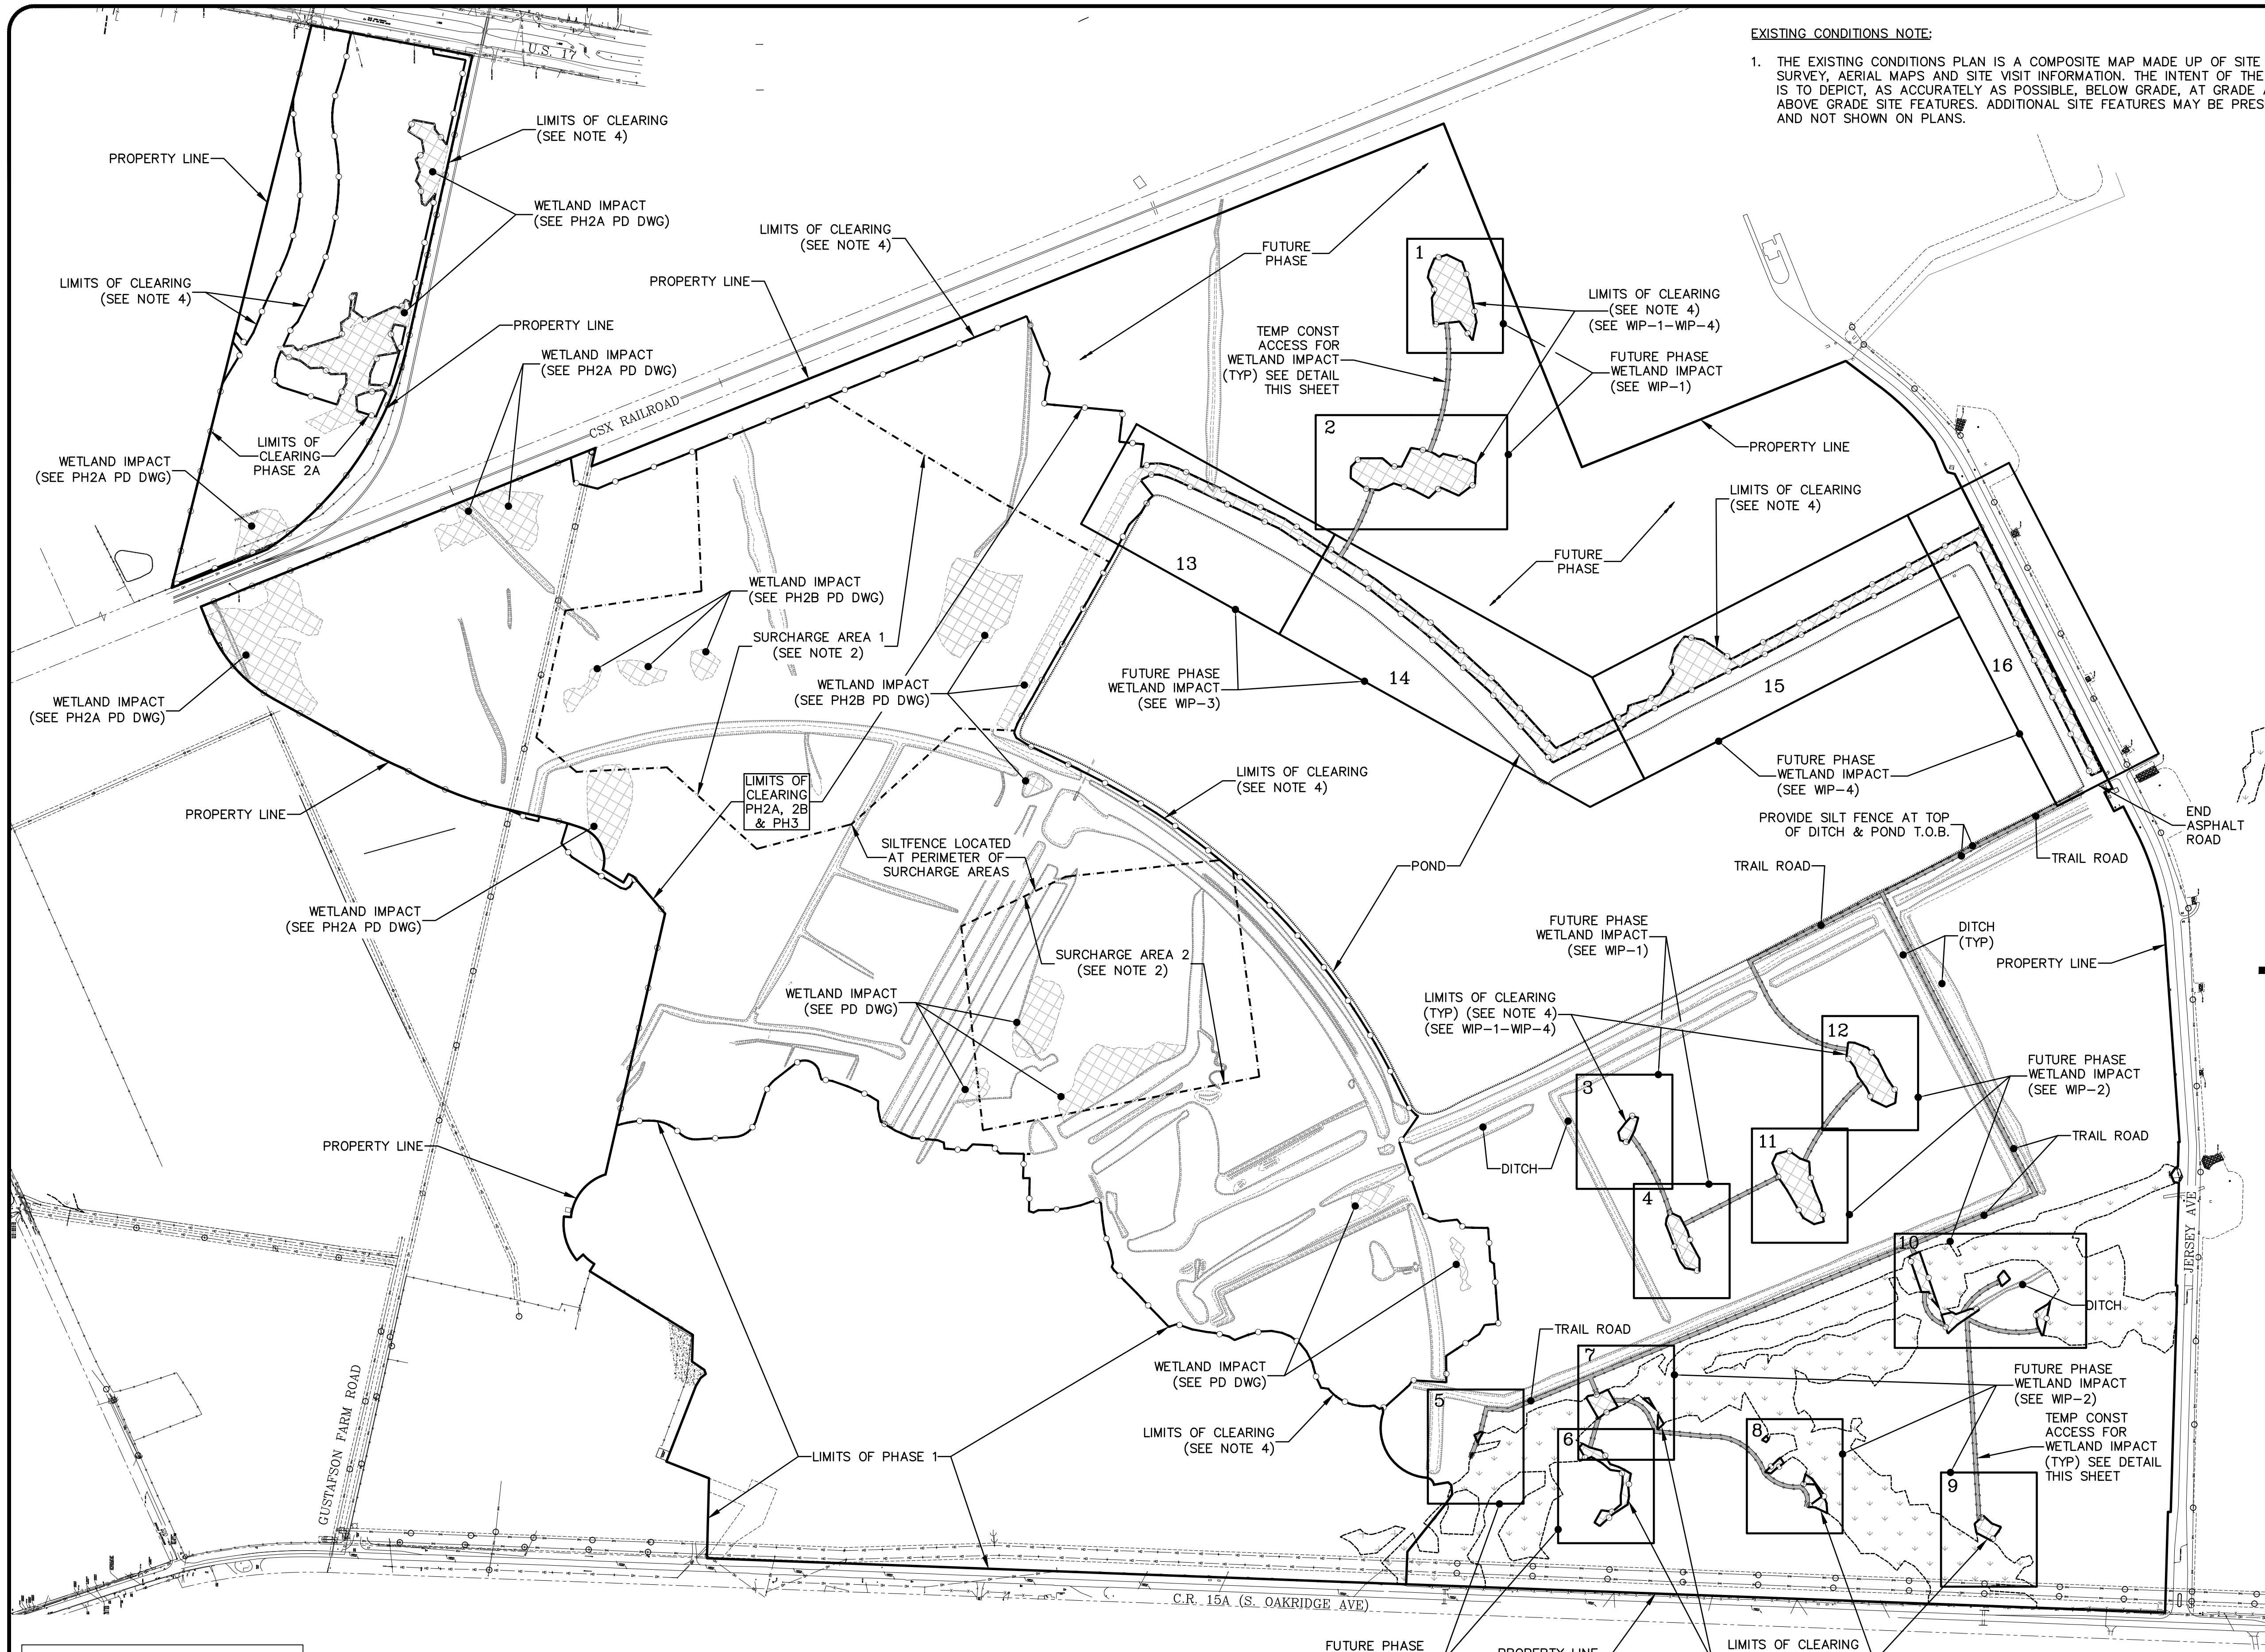 EXISTING CONDITIONS NOTE:
1. THE EXISTING CONDITIONS PLAN IS A COMPOSITE MAP MADE UP OF SITE
SURVEY, AERIAL MAPS AND SITE VISIT INFORMATION. THE INTENT OF THE
IS TO DEPICT, AS ACCURATELY AS POSSIBLE, BELOW GRADE, AT GRADE
ABOVE GRADE SITE FEATURES. ADDITIONAL SITE FEATURES MAY BE PRES
AND NOT SHOWN ON PLANS.
U.S. 17
LIMITS OF CLEARING
(SEE NOTE 4)
PROPERTY LINE
WETLAND IMPACT
(SEE PH2A PD DWG)
LIMITS OF CLEARING
(SEE NOTE 4)
PROPERTY LINE
LIMITS OF CLEARING
(SEE NOTE 4)
PROPERTY LINE
WETLAND IMPACT
(SEE PH2A PD DWG)
CSX RAILROAD
LIMITS OF
CLEARING
PHASE 2A
WETLAND IMPACT
(SEE PH2A PD DWG)
FUTURE
PHASE
1
TEMP CONST
ACCESS FOR
WETLAND IMPACT
(TYP) SEE DETAIL
THIS SHEET
LIMITS OF CLEARING
(SEE NOTE 4)
(SEE WIP-1-WIP-4)
FUTURE PHASE
WETLAND IMPACT
(SEE WIP-1)
2
PROPERTY LINE
LIMITS OF CLEARING
(SEE NOTE 4)
FUTURE
PHASE
13
WETLAND IMPACT
(SEE PH2B PD DWG)
SURCHARGE AREA 1
(SEE NOTE 2)
WETLAND IMPACT
(SEE PH2B PD DWG)
FUTURE PHASE
WETLAND IMPACT
(SEE WIP-3)
14
15
16
WETLAND IMPACT
(SEE PH2A PD DWG)
LIMITS OF
CLEARING
PH2A, 2B
& PH3
LIMITS OF CLEARING
(SEE NOTE 4)
FUTURE PHASE
WETLAND IMPACT
(SEE WIP-4)
PROPERTY LINE
PROVIDE SILT FENCE AT TOP
OF DITCH & POND T.O.B.
END
ASPHALT
ROAD
SILTFENCE LOCATED
AT PERIMETER OF
SURCHARGE AREAS
POND
TRAIL ROAD
TRAIL ROAD
WETLAND IMPACT
(SEE PH2A PD DWG)
FUTURE PHASE
WETLAND IMPACT
(SEE WIP-1)
DITCH
(TYP)
PROPERTY LINE
SURCHARGE AREA 2
(SEE NOTE 2)
WETLAND IMPACT
(SEE PD DWG)
LIMITS OF CLEARING
(TYP) (SEE NOTE 4)
(SEE WIP-1-WIP-4)
12
3
FUTURE PHASE
WETLAND IMPACT
(SEE WIP-2)
11
TRAIL ROAD
PROPERTY LINE
DITCH
4
10
JERSEY AVE
DITCH
TRAIL ROAD
7
WETLAND IMPACT
(SEE PD DWG)
FUTURE PHASE
WETLAND IMPACT
(SEE WIP-2)
5
LIMITS OF CLEARING
(SEE NOTE 4)
6
8
TEMP CONST
ACCESS FOR
WETLAND IMPACT
(TYP) SEE DETAIL
THIS SHEET
LIMITS OF PHASE 1
9
GUSTAFSON FARM ROAD
C.R. 15A (S. OAKRIDGE AVE)
FUTURE PHASE
PROPERTY LINE
LIMITS OF CLEARING